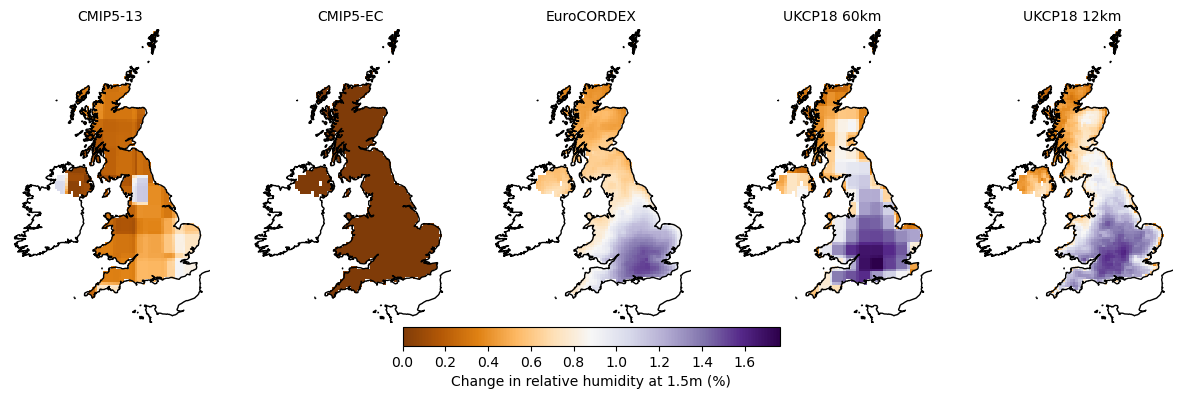 CMIP5-13 CMIP5-EC EuroCORDEX UKCP18 60km UKCP18 12km
0.0 0.2 0.4 0.6 0.8 1.0 1.2 1.4 1.6
Change in relative humidity at 1.5m (%)